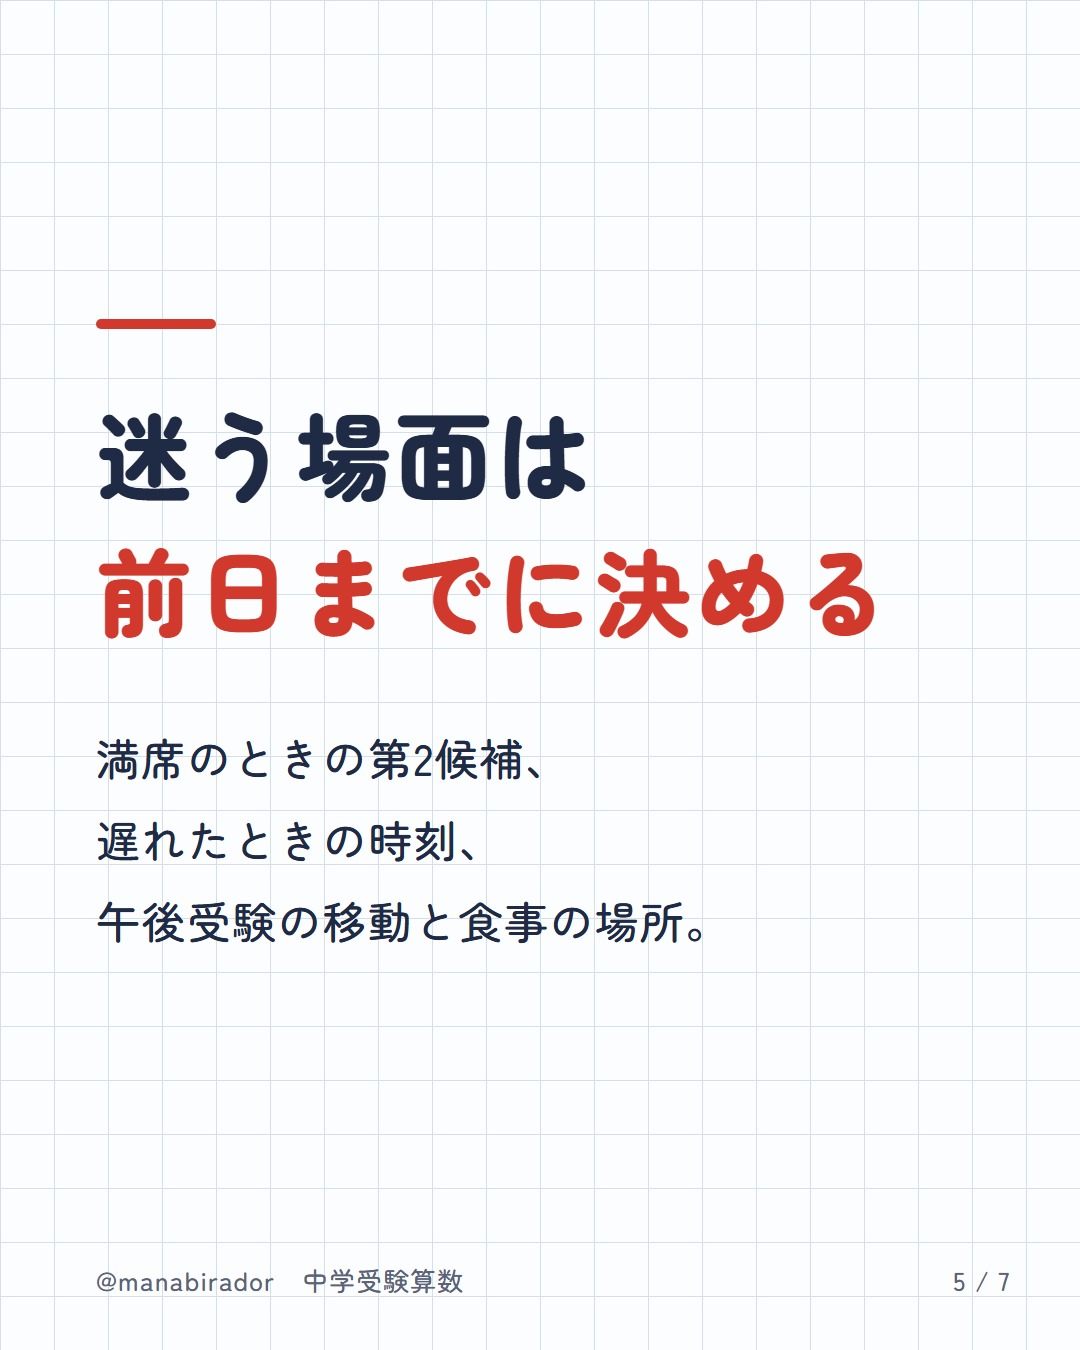 迷う場面は
前日までに決める
満席のときの第2候補、
遅れたときの時刻、
午後受験の移動と食事の場所。
@manabirador　中学受験算数
5 / 7